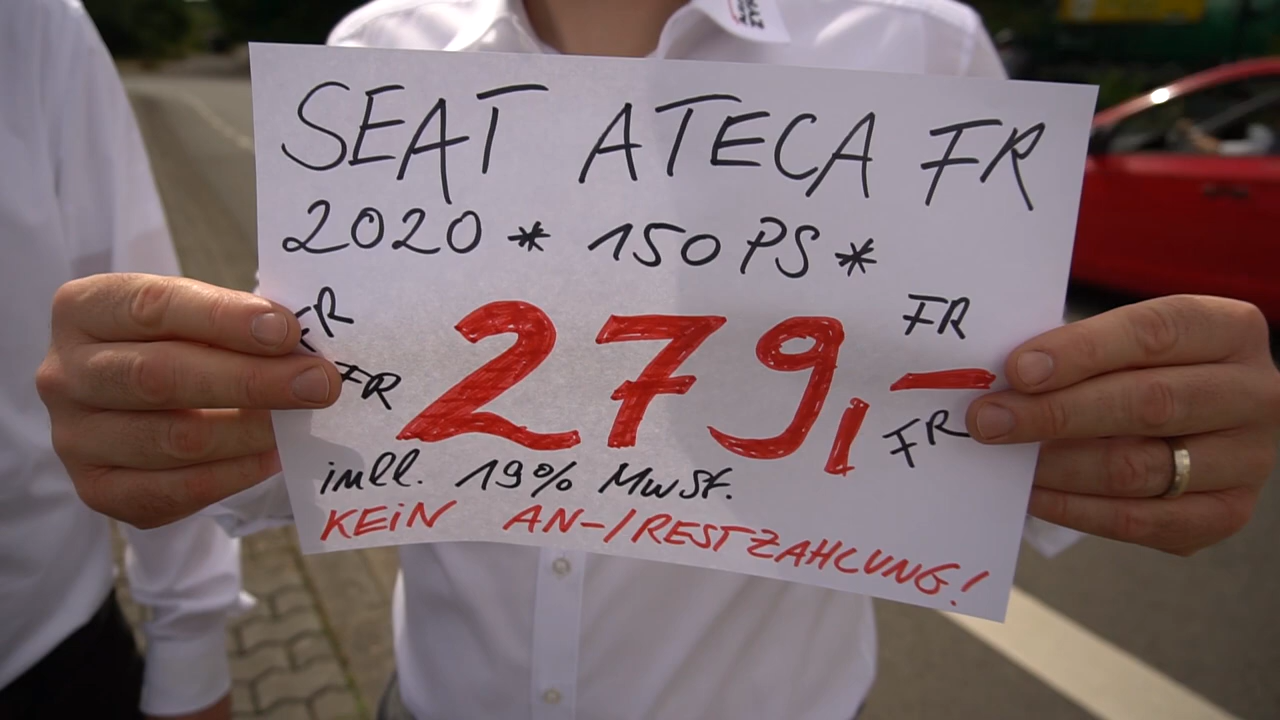 SEAT ATECA FR
2020 * 150 PS *
FR
FR
279,-
FR
FR
inkl. 19% MwSt.
KEIN AN-/RESTZAHLUNG!